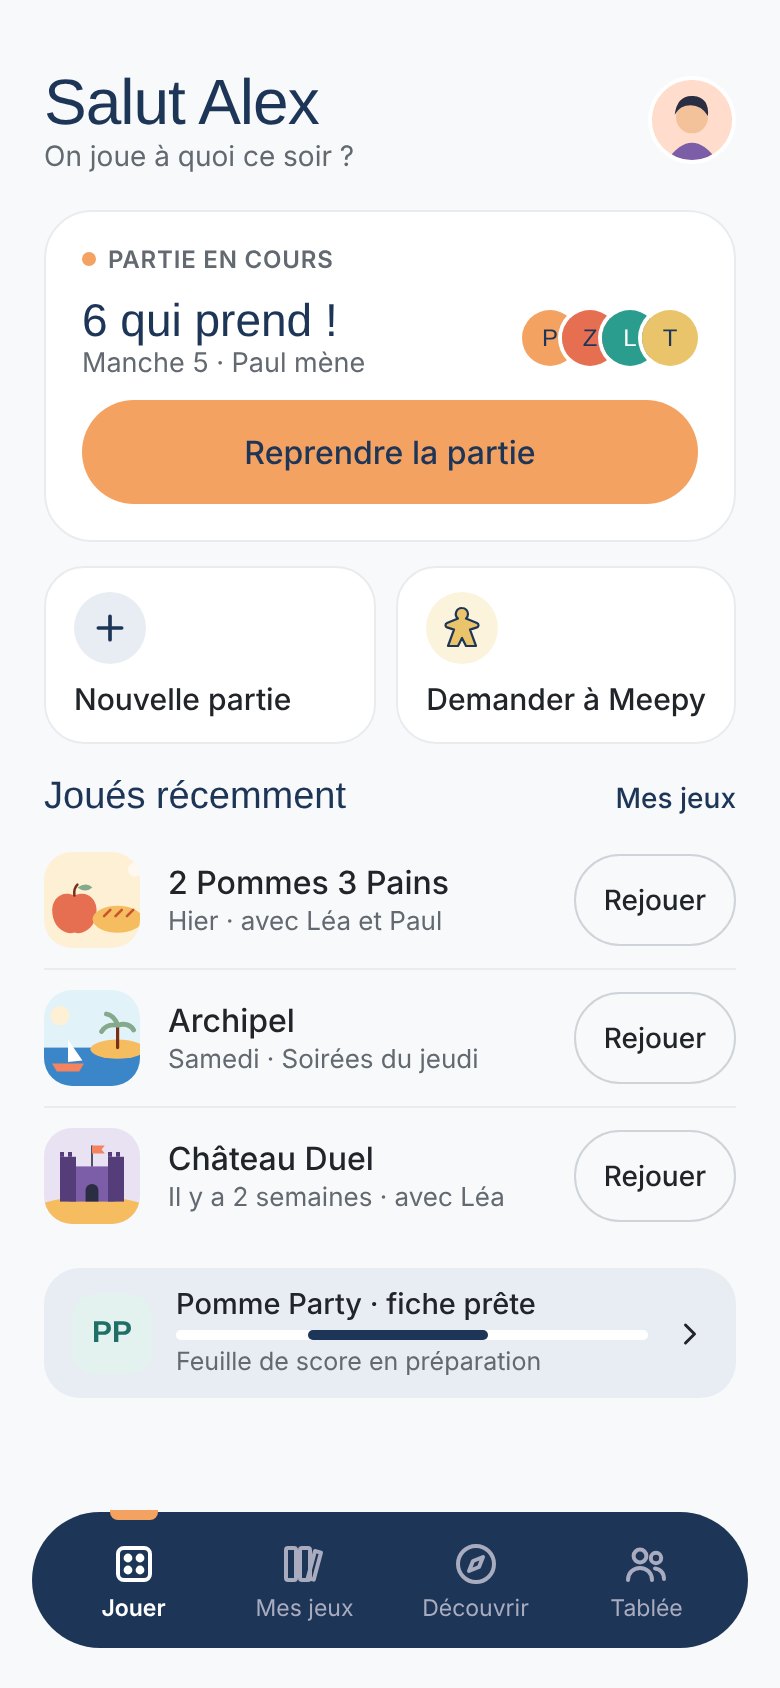 Salut Alex
On joue à quoi ce soir ?
PARTIE EN COURS
6 qui prend !
Manche 5 · Paul mène
P Z L T
Reprendre la partie
Nouvelle partie
Demander à Meepy
Joués récemment
Mes jeux
2 Pommes 3 Pains
Hier · avec Léa et Paul
Rejouer
Archipel
Samedi · Soirées du jeudi
Rejouer
Château Duel
Il y a 2 semaines · avec Léa
Rejouer
PP
Pomme Party · fiche prête
Feuille de score en préparation
Jouer
Mes jeux
Découvrir
Tablée